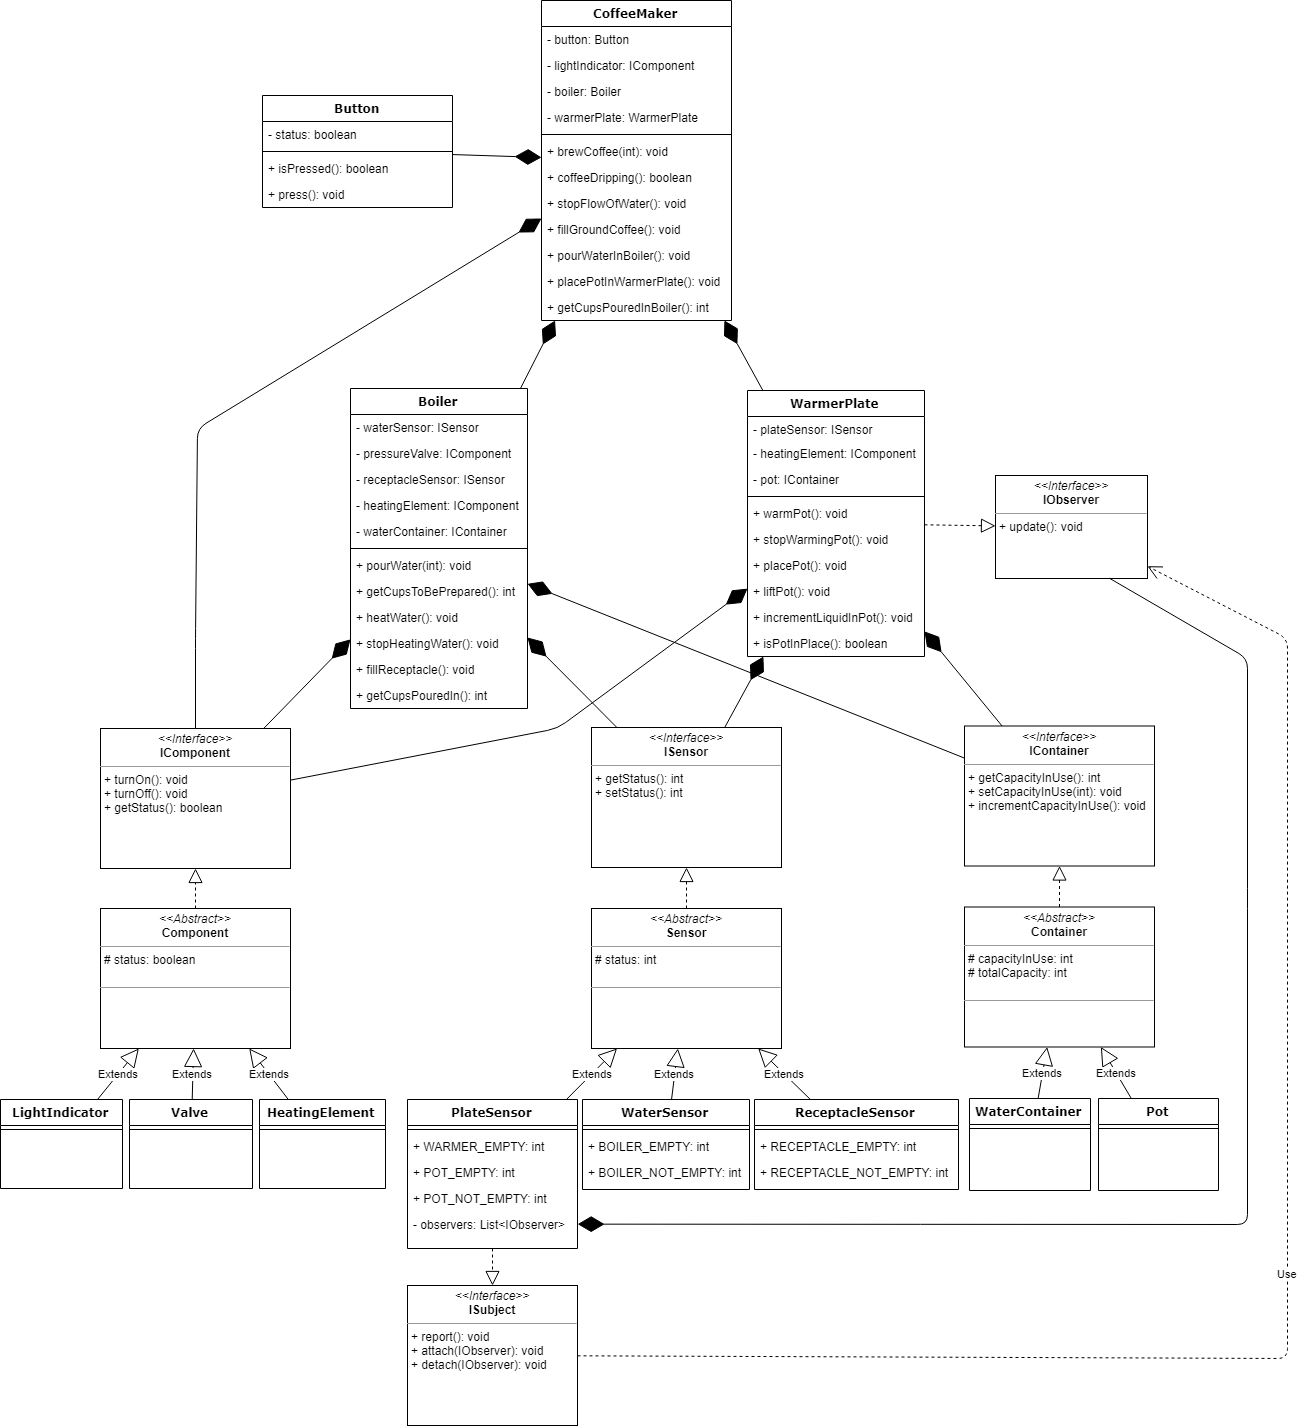 CoffeeMaker
- button: Button
- lightIndicator: IComponent
- boiler: Boiler
- warmerPlate: WarmerPlate
+ brewCoffee(int): void
+ coffeeDripping(): boolean
+ stopFlowOfWater(): void
+ fillGroundCoffee(): void
+ pourWaterInBoiler(): void
+ placePotInWarmerPlate(): void
+ getCupsPouredInBoiler(): int
Button
- status: boolean
+ isPressed(): boolean
+ press(): void
Boiler
- waterSensor: ISensor
- pressureValve: IComponent
- receptacleSensor: ISensor
- heatingElement: IComponent
- waterContainer: IContainer
+ pourWater(int): void
+ getCupsToBePrepared(): int
+ heatWater(): void
+ stopHeatingWater(): void
+ fillReceptacle(): void
+ getCupsPouredIn(): int
WarmerPlate
- plateSensor: ISensor
- heatingElement: IComponent
- pot: IContainer
+ warmPot(): void
+ stopWarmingPot(): void
+ placePot(): void
+ liftPot(): void
+ incrementLiquidInPot(): void
+ isPotInPlace(): boolean
<<Interface>>
IObserver
+ update(): void
<<Interface>>
IComponent
+ turnOn(): void
+ turnOff(): void
+ getStatus(): boolean
<<Interface>>
ISensor
+ getStatus(): int
+ setStatus(): int
<<Interface>>
IContainer
+ getCapacityInUse(): int
+ setCapacityInUse(int): void
+ incrementCapacityInUse(): void
<<Abstract>>
Component
# status: boolean
<<Abstract>>
Sensor
# status: int
<<Abstract>>
Container
# capacityInUse: int
# totalCapacity: int
Extends
Extends
Extends
Extends
Extends
Extends
Extends
Extends
LightIndicator
Valve
HeatingElement
PlateSensor
+ WARMER_EMPTY: int
+ POT_EMPTY: int
+ POT_NOT_EMPTY: int
- observers: List<IObserver>
WaterSensor
+ BOILER_EMPTY: int
+ BOILER_NOT_EMPTY: int
ReceptacleSensor
+ RECEPTACLE_EMPTY: int
+ RECEPTACLE_NOT_EMPTY: int
WaterContainer
Pot
Use
<<Interface>>
ISubject
+ report(): void
+ attach(IObserver): void
+ detach(IObserver): void